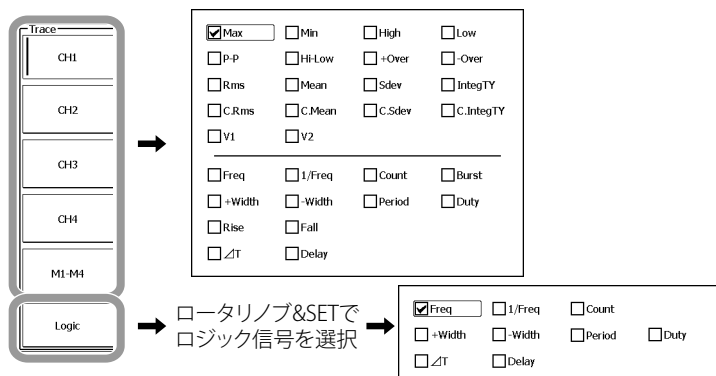 Trace
CH1
CH2
CH3
CH4
M1-M4
Logic
Max Min High Low
P-P Hi-Low +Over -Over
Rms Mean Sdev IntegTY
C.Rms C.Mean C.Sdev C.IntegTY
V1 V2
Freq 1/Freq Count Burst
+Width -Width Period Duty
Rise Fall
⊿T Delay
ロータリノブ&SETで
ロジック信号を選択
Freq 1/Freq Count
+Width -Width Period Duty
⊿T Delay